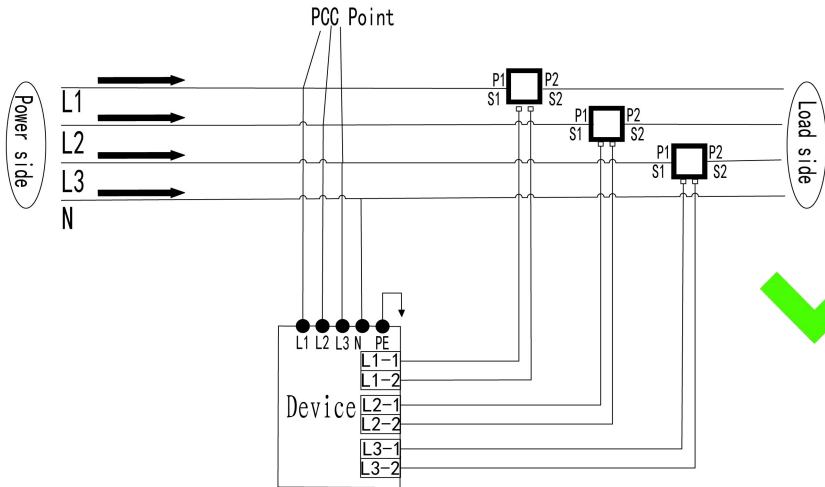 PCC Point
P1 P2
S1 S2
P1 P2
S1 S2
P1 P2
S1 S2
Power side
L1
L2
L3
N
Load side
L1 L2 L3 N PE
L1-1
L1-2
Device
L2-1
L2-2
L3-1
L3-2